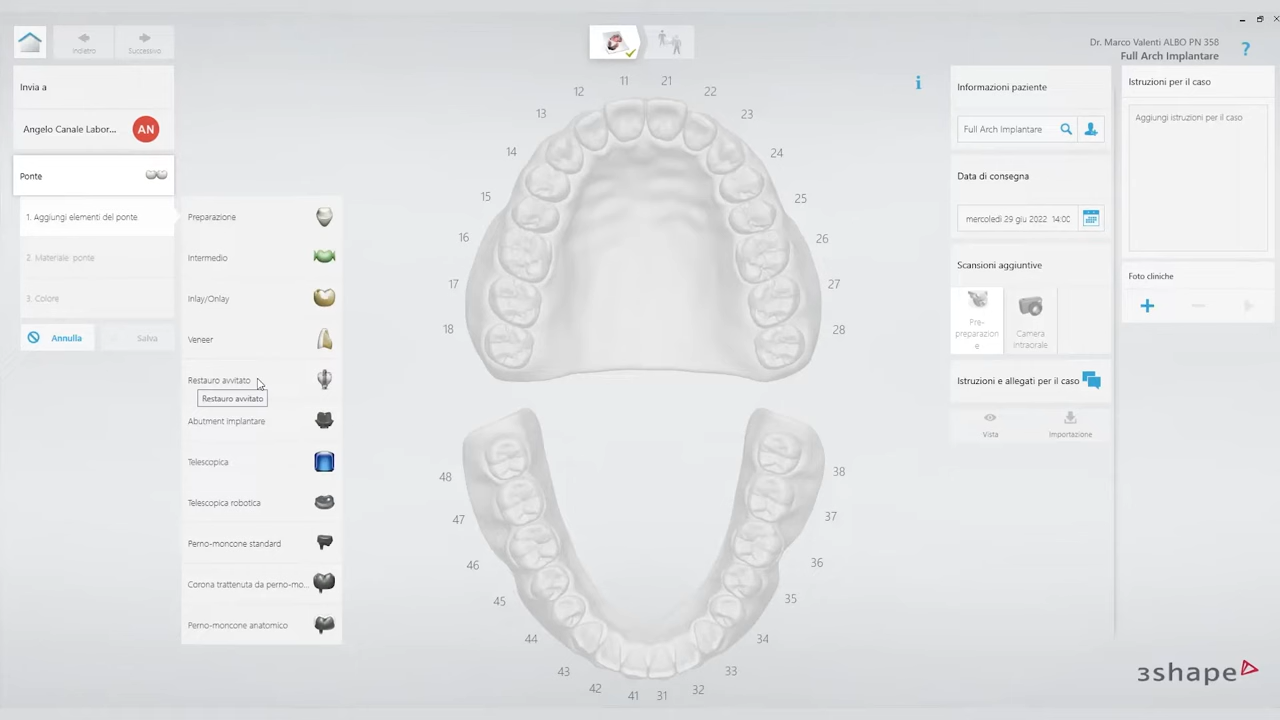 Indietro
Successivo
Dr. Marco Valenti ALBO PN 358
Full Arch Implantare
?
Invia a
Angelo Canale Labor...
AN
Ponte
1. Aggiungi elementi del ponte
2. Materiale ponte
3. Colore
Annulla
Salva
Preparazione
Intermedio
Inlay/Onlay
Veneer
Restauro avvitato
Restauro avvitato
Abutment implantare
Telescopica
Telescopica robotica
Perno-moncone standard
Corona trattenuta da perno-mo...
Perno-moncone anatomico
11
21
12
22
13
23
14
24
15
25
16
26
17
27
18
28
48
38
47
37
46
36
45
35
44
34
43
33
42
32
41
31
i
Informazioni paziente
Full Arch Implantare
Data di consegna
mercoledì 29 giu 2022 14:00
Scansioni aggiuntive
Pre-
preparazion
e
Camera
intraorale
Istruzioni e allegati per il caso
Vista
Importazione
Istruzioni per il caso
Aggiungi istruzioni per il caso
Foto cliniche
3shape